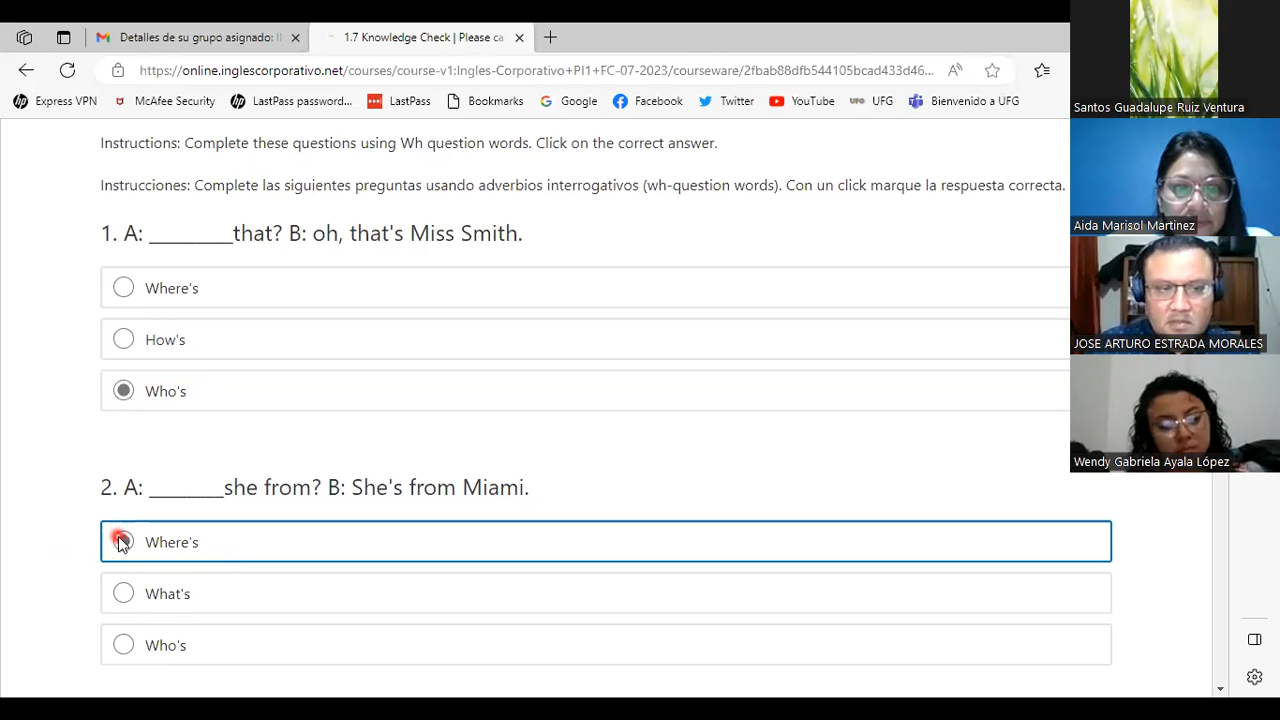 Detalles de su grupo asignado: I
1.7 Knowledge Check | Please ca
https://online.inglescorporativo.net/courses/course-v1:Ingles-Corporativo+PI1+FC-07-2023/courseware/2fbab88dfb544105bcad433d46...
Express VPN
McAfee Security
LastPass password...
LastPass
Bookmarks
Google
Facebook
Twitter
YouTube
UFG
Bienvenido a UFG
Instructions: Complete these questions using Wh question words. Click on the correct answer.
Instrucciones: Complete las siguientes preguntas usando adverbios interrogativos (wh-question words). Con un click marque la respuesta correcta.
1. A: _________that? B: oh, that's Miss Smith.
Where's
How's
Who's
2. A: ________she from? B: She's from Miami.
Where's
What's
Who's
Santos Guadalupe Ruiz Ventura
Aida Marisol Martinez
JOSE ARTURO ESTRADA MORALES
Wendy Gabriela Ayala López